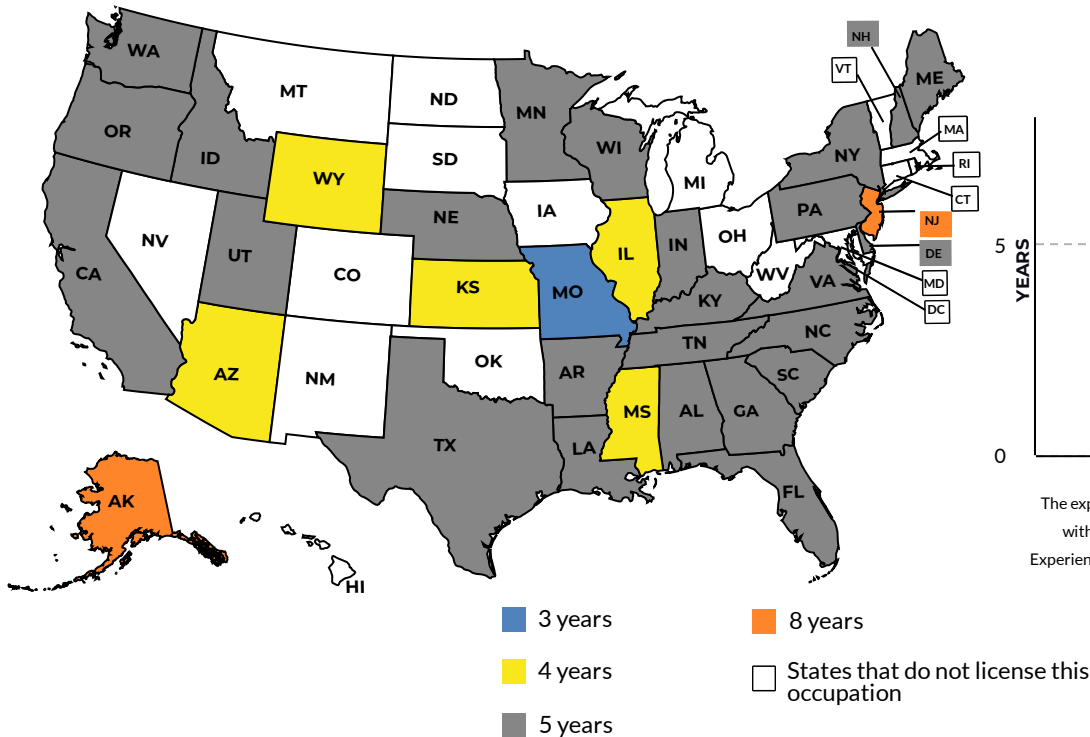 NH
WA
VT
ME
MT
ND
MN
OR
MA
WI
ID
SD
NY
RI
WY
MI
CT
IA
PA
NE
NJ
OH
NV
IN
UT
IL
5
DE
CO
WV
CA
VA
MD
KS
MO
KY
DC
YEARS
NC
TN
OK
AZ
NM
AR
SC
MS
AL
GA
TX
LA
0
FL
AK
The exp
with
Experien
HI
3 years
8 years
4 years
States that do not license this
occupation
5 years